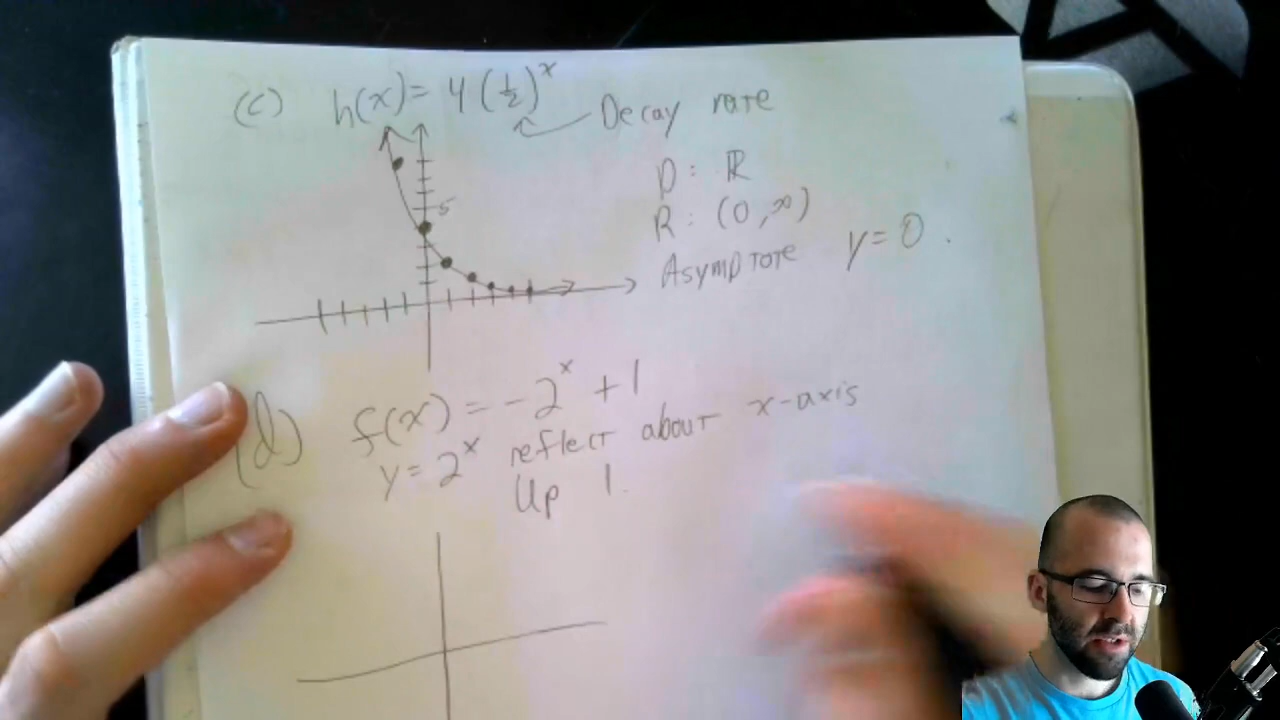 (c) h(x) = 4 (1/2)^x
Decay rate
5
D: ℝ
R: (0, ∞)
Asymptote y = 0.
(d) f(x) = -2^x + 1
y = 2^x reflect about x-axis
Up 1.